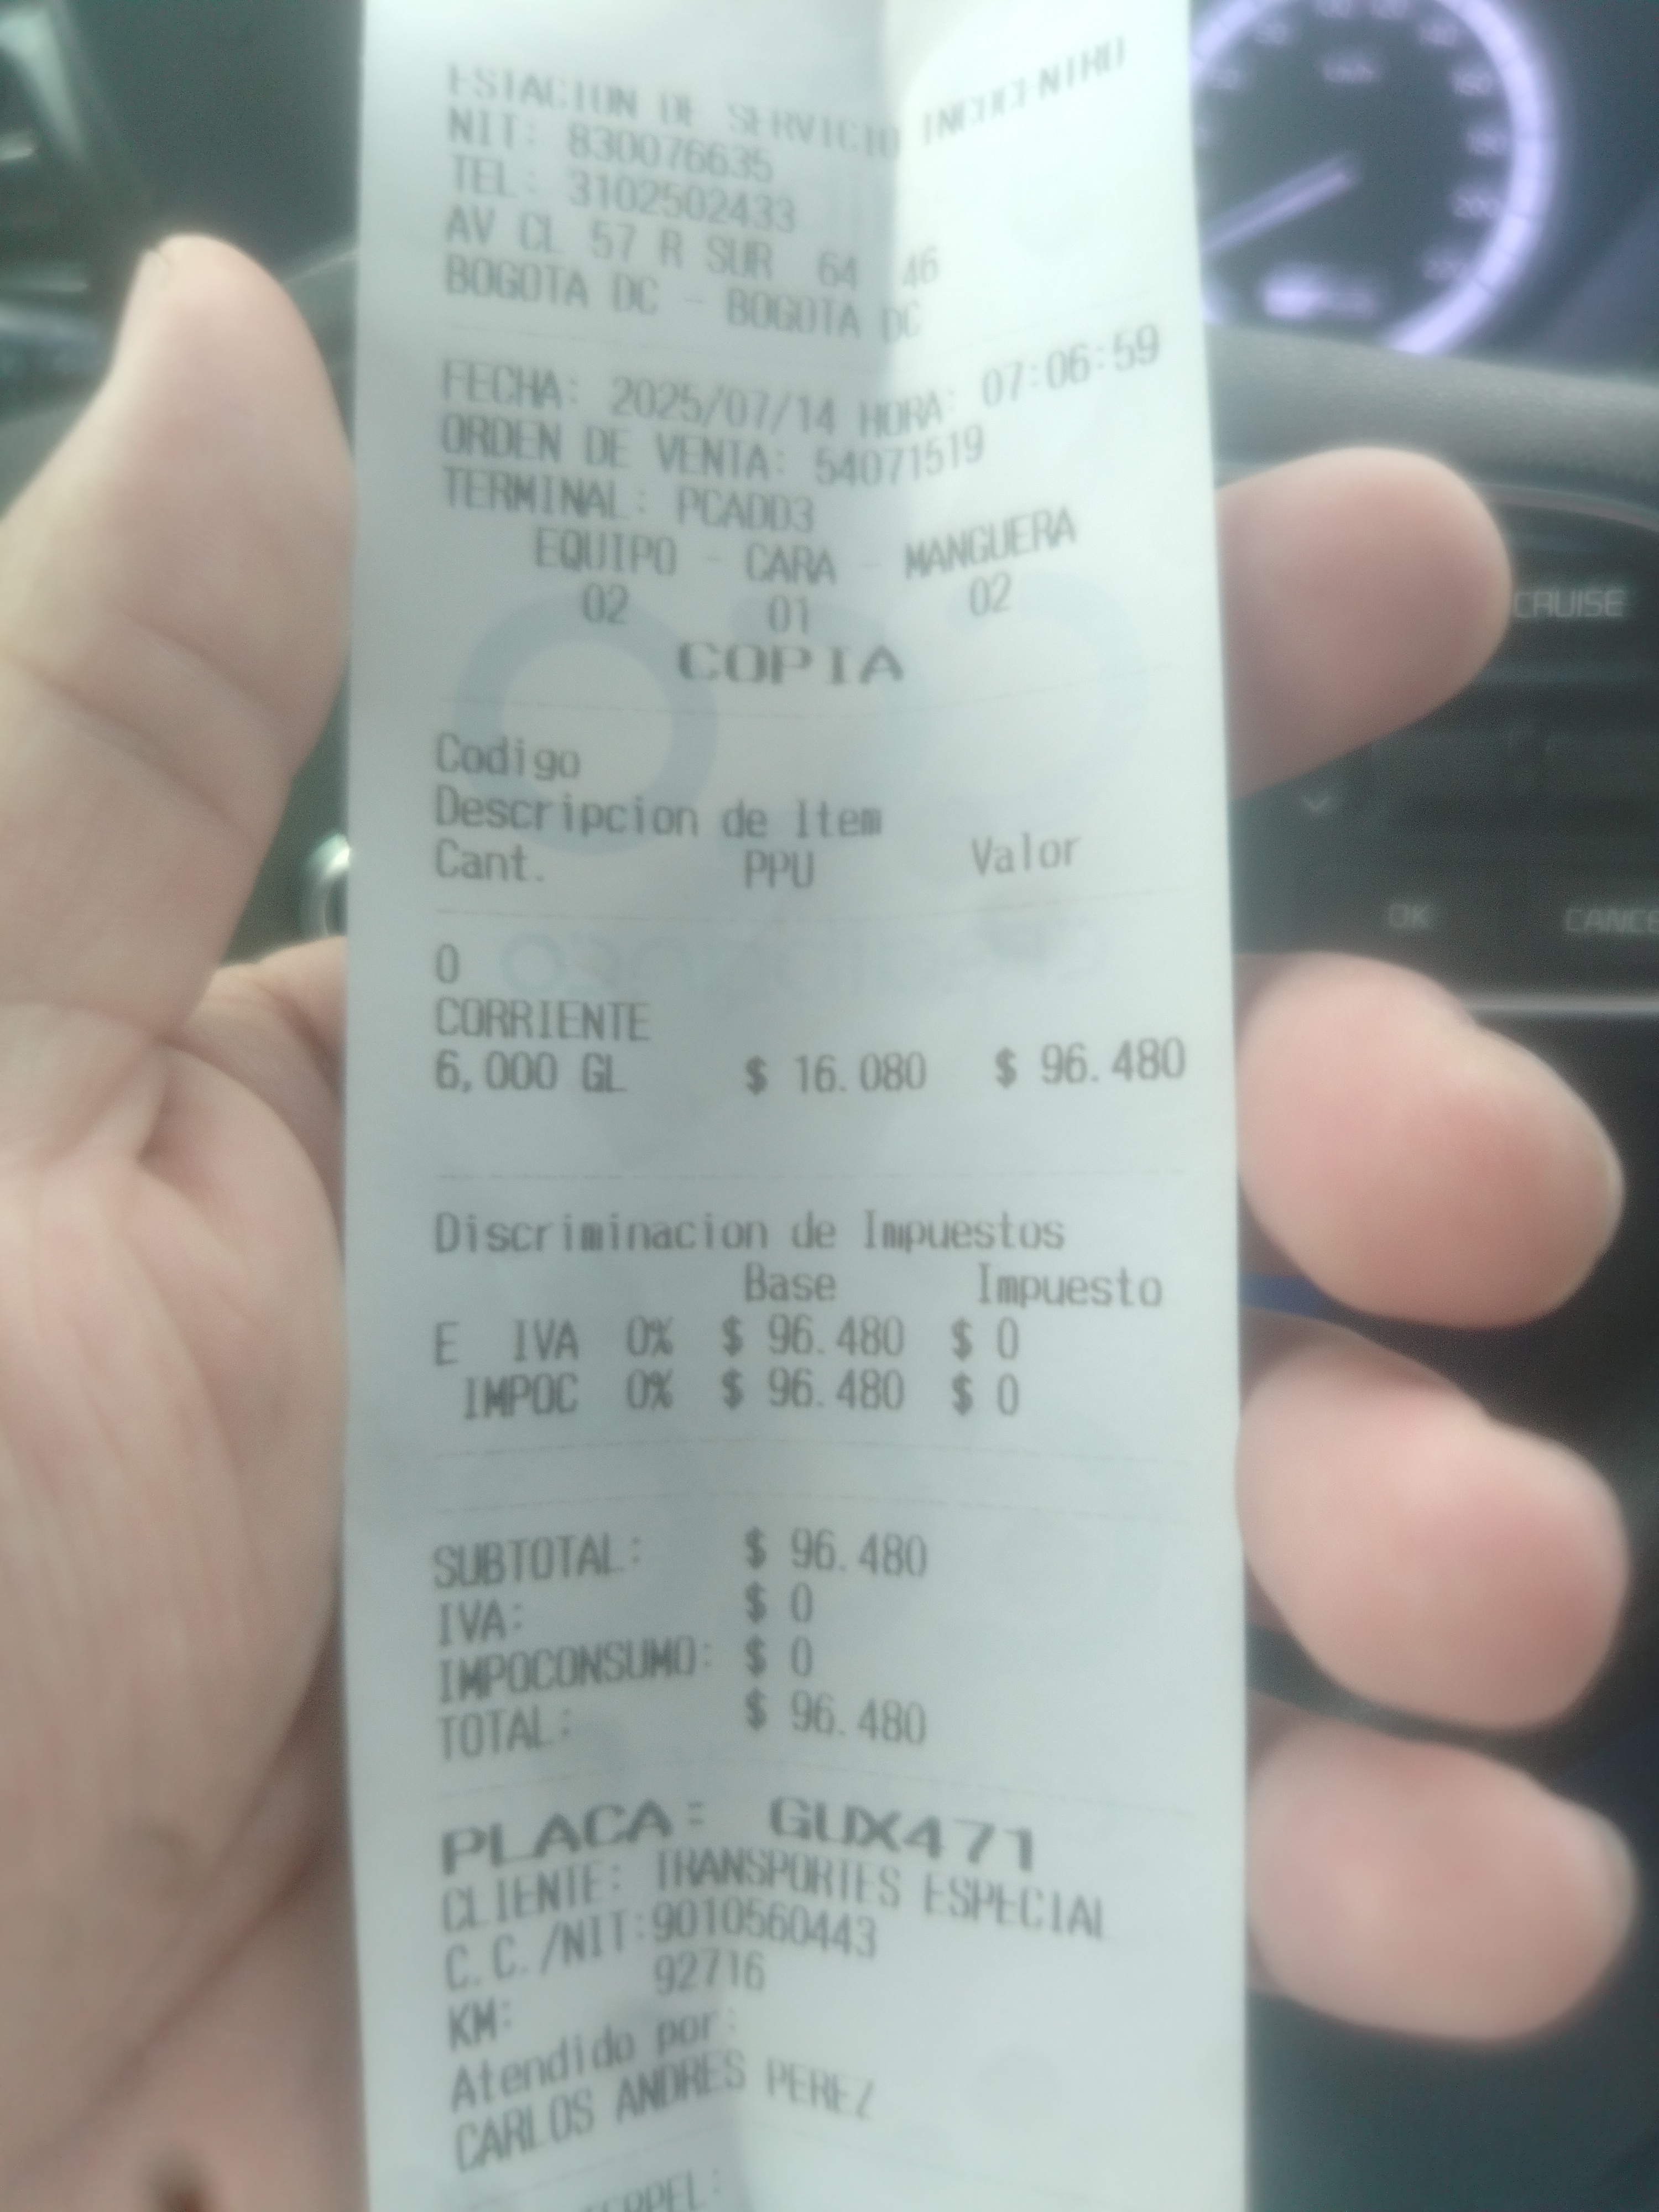 ESTACION DE SERVICIO INCOCENTRO
NIT: 830076635
TEL: 3102502433
AV CL 57 R SUR 64 46
BOGOTA DC - BOGOTA DC
FECHA: 2025/07/14 HORA: 07:06:59
ORDEN DE VENTA: 54071519
TERMINAL: PCADD3
EQUIPO - CARA - MANGUERA
02 01 02
COPIA
Codigo
Descripcion de Item
Cant. PPU Valor
0
CORRIENTE
6,000 GL $ 16.080 $ 96.480
Discriminacion de Impuestos
Base Impuesto
E IVA 0% $ 96.480 $ 0
IMPOC 0% $ 96.480 $ 0
SUBTOTAL: $ 96.480
IVA: $ 0
IMPOCONSUMO: $ 0
TOTAL: $ 96.480
PLACA: GUX471
CLIENTE: TRANSPORTES ESPECIAL
C.C./NIT:9010560443
KM: 92716
Atendido por:
CARLOS ANDRES PEREZ
CRUISE
OK